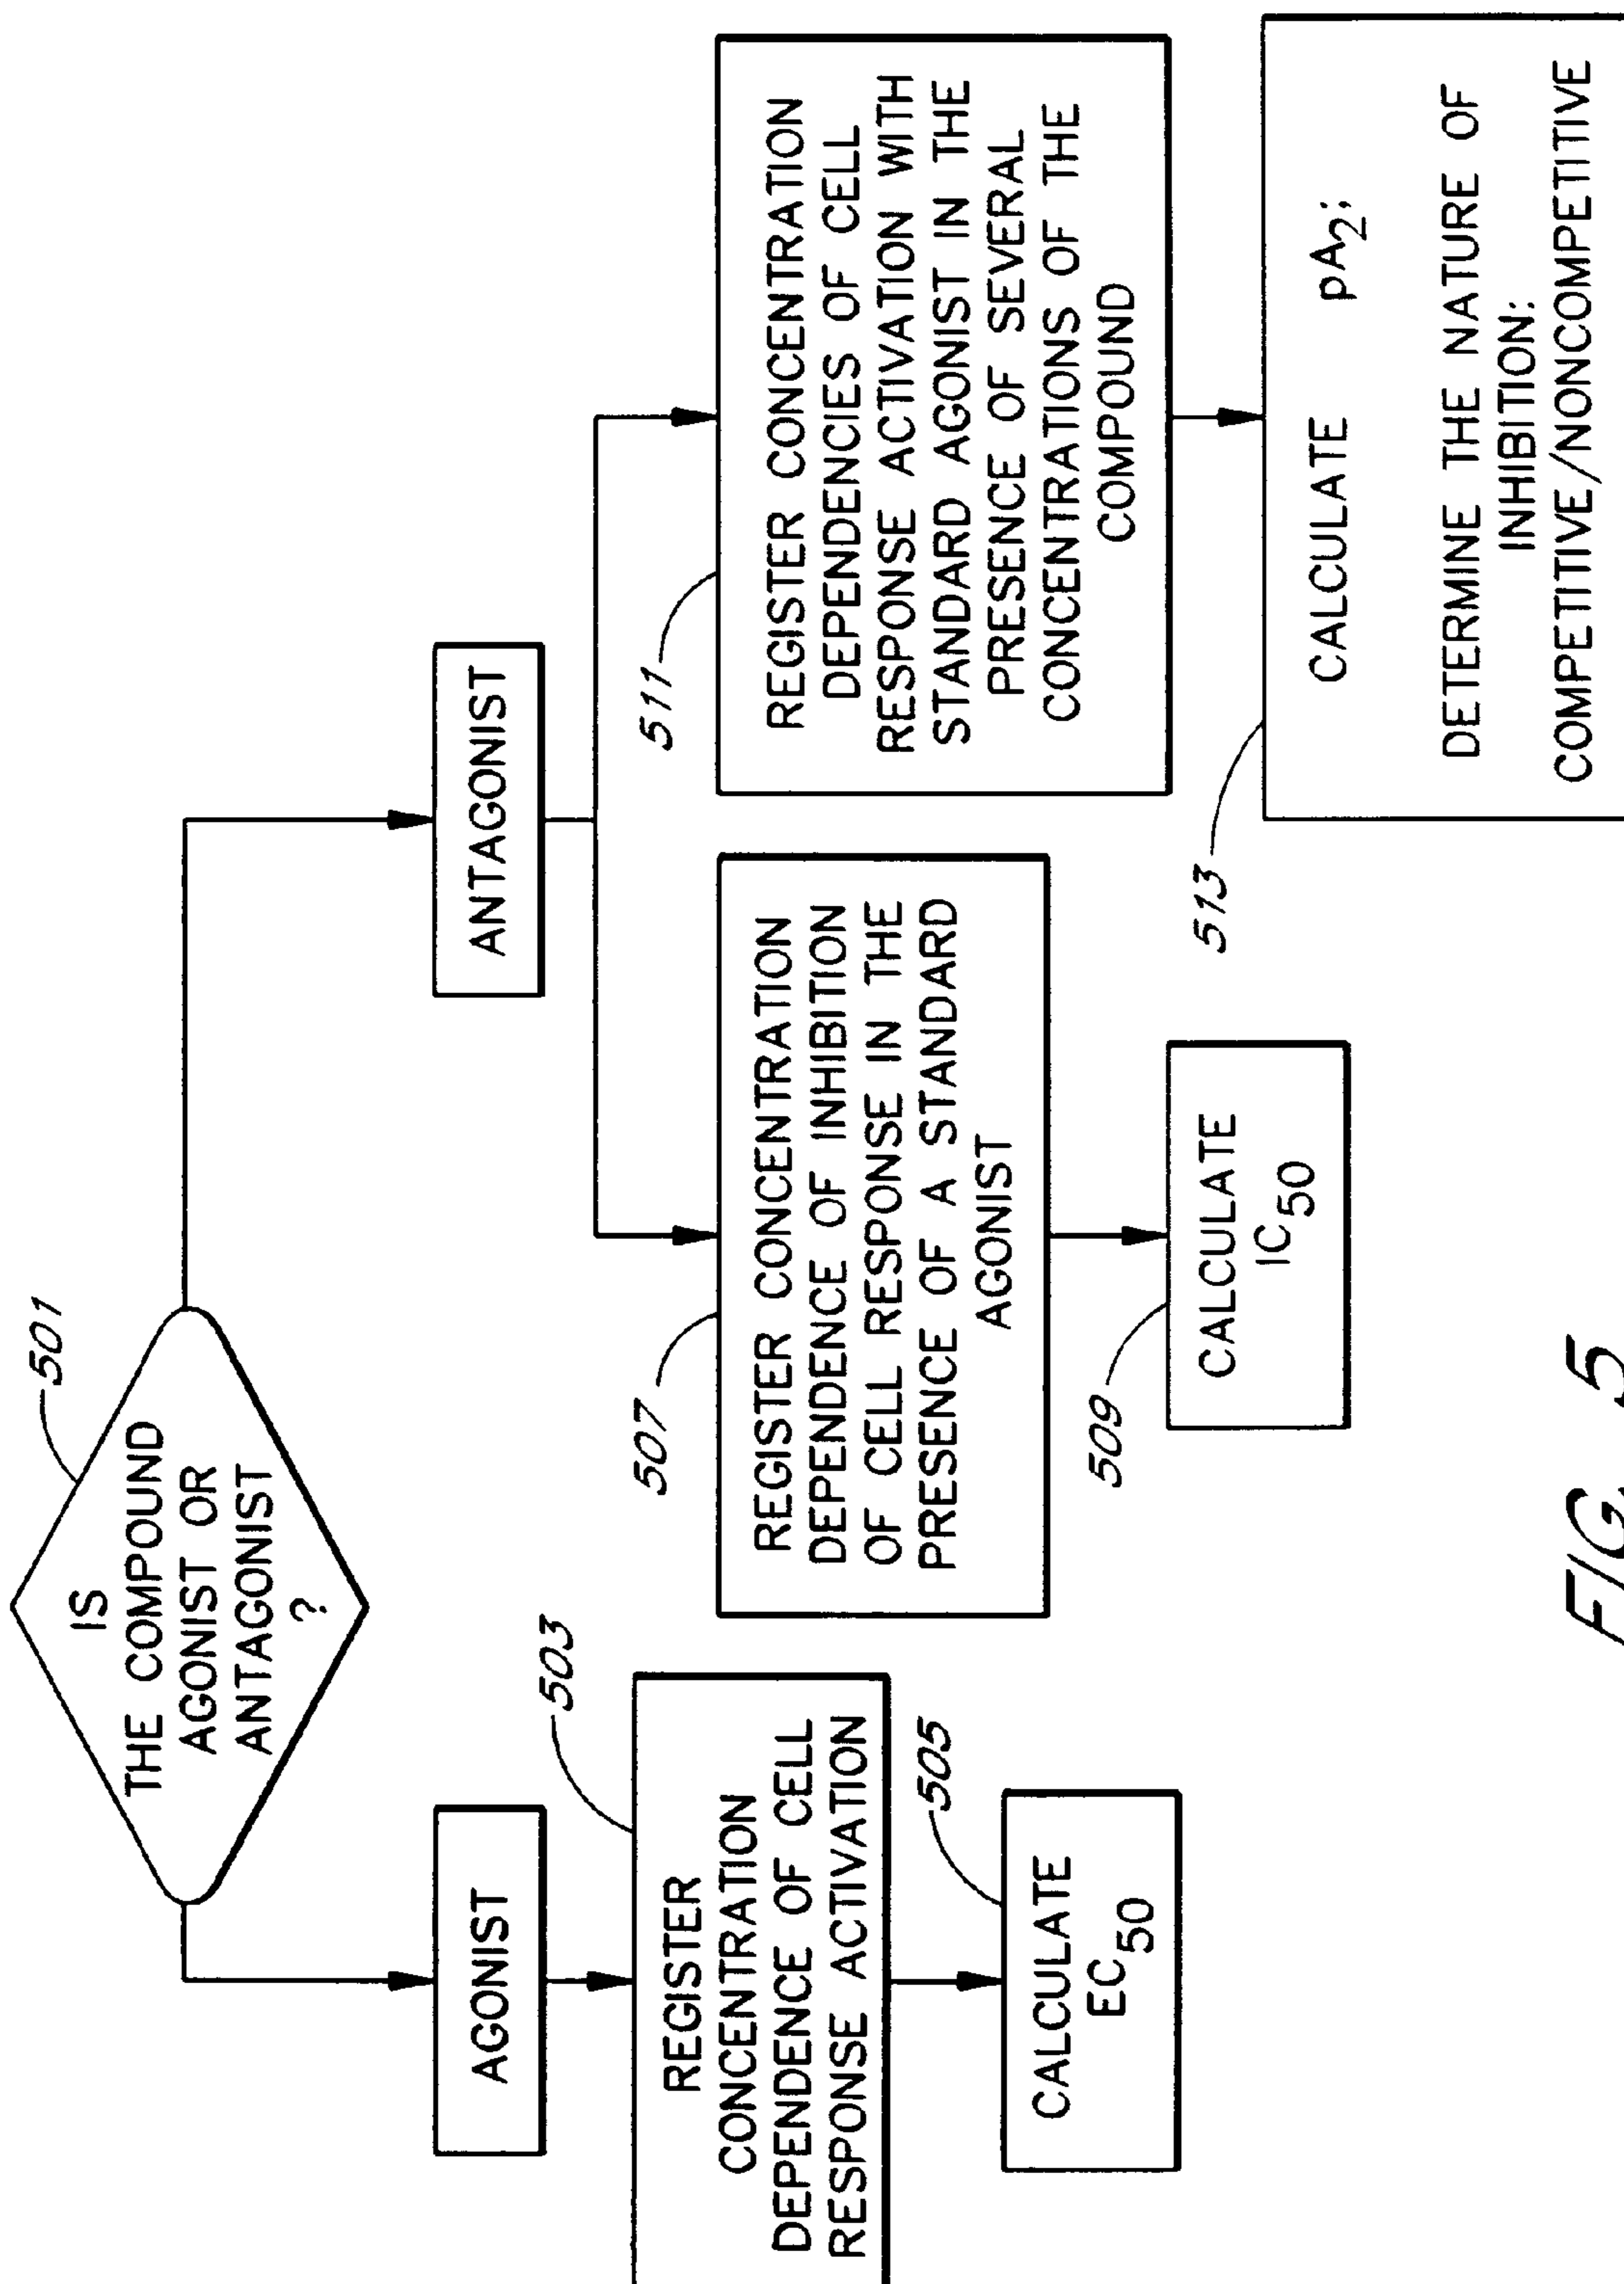 501
IS
THE COMPOUND
AGONIST OR
ANTAGONIST
?
AGONIST
503
REGISTER
CONCENTRATION
DEPENDENCE OF CELL
RESPONSE ACTIVATION
505
CALCULATE
EC50
ANTAGONIST
507
REGISTER CONCENTRATION
DEPENDENCE OF INHIBITION
OF CELL RESPONSE IN THE
PRESENCE OF A STANDARD
AGONIST
509
CALCULATE
IC50
511
REGISTER CONCENTRATION
DEPENDENCIES OF CELL
RESPONSE ACTIVATION WITH
STANDARD AGONIST IN THE
PRESENCE OF SEVERAL
CONCENTRATIONS OF THE
COMPOUND
513
CALCULATE pA2;
DETERMINE THE NATURE OF
INHIBITION:
COMPETITIVE/NONCOMPETITIVE
FIG. 5